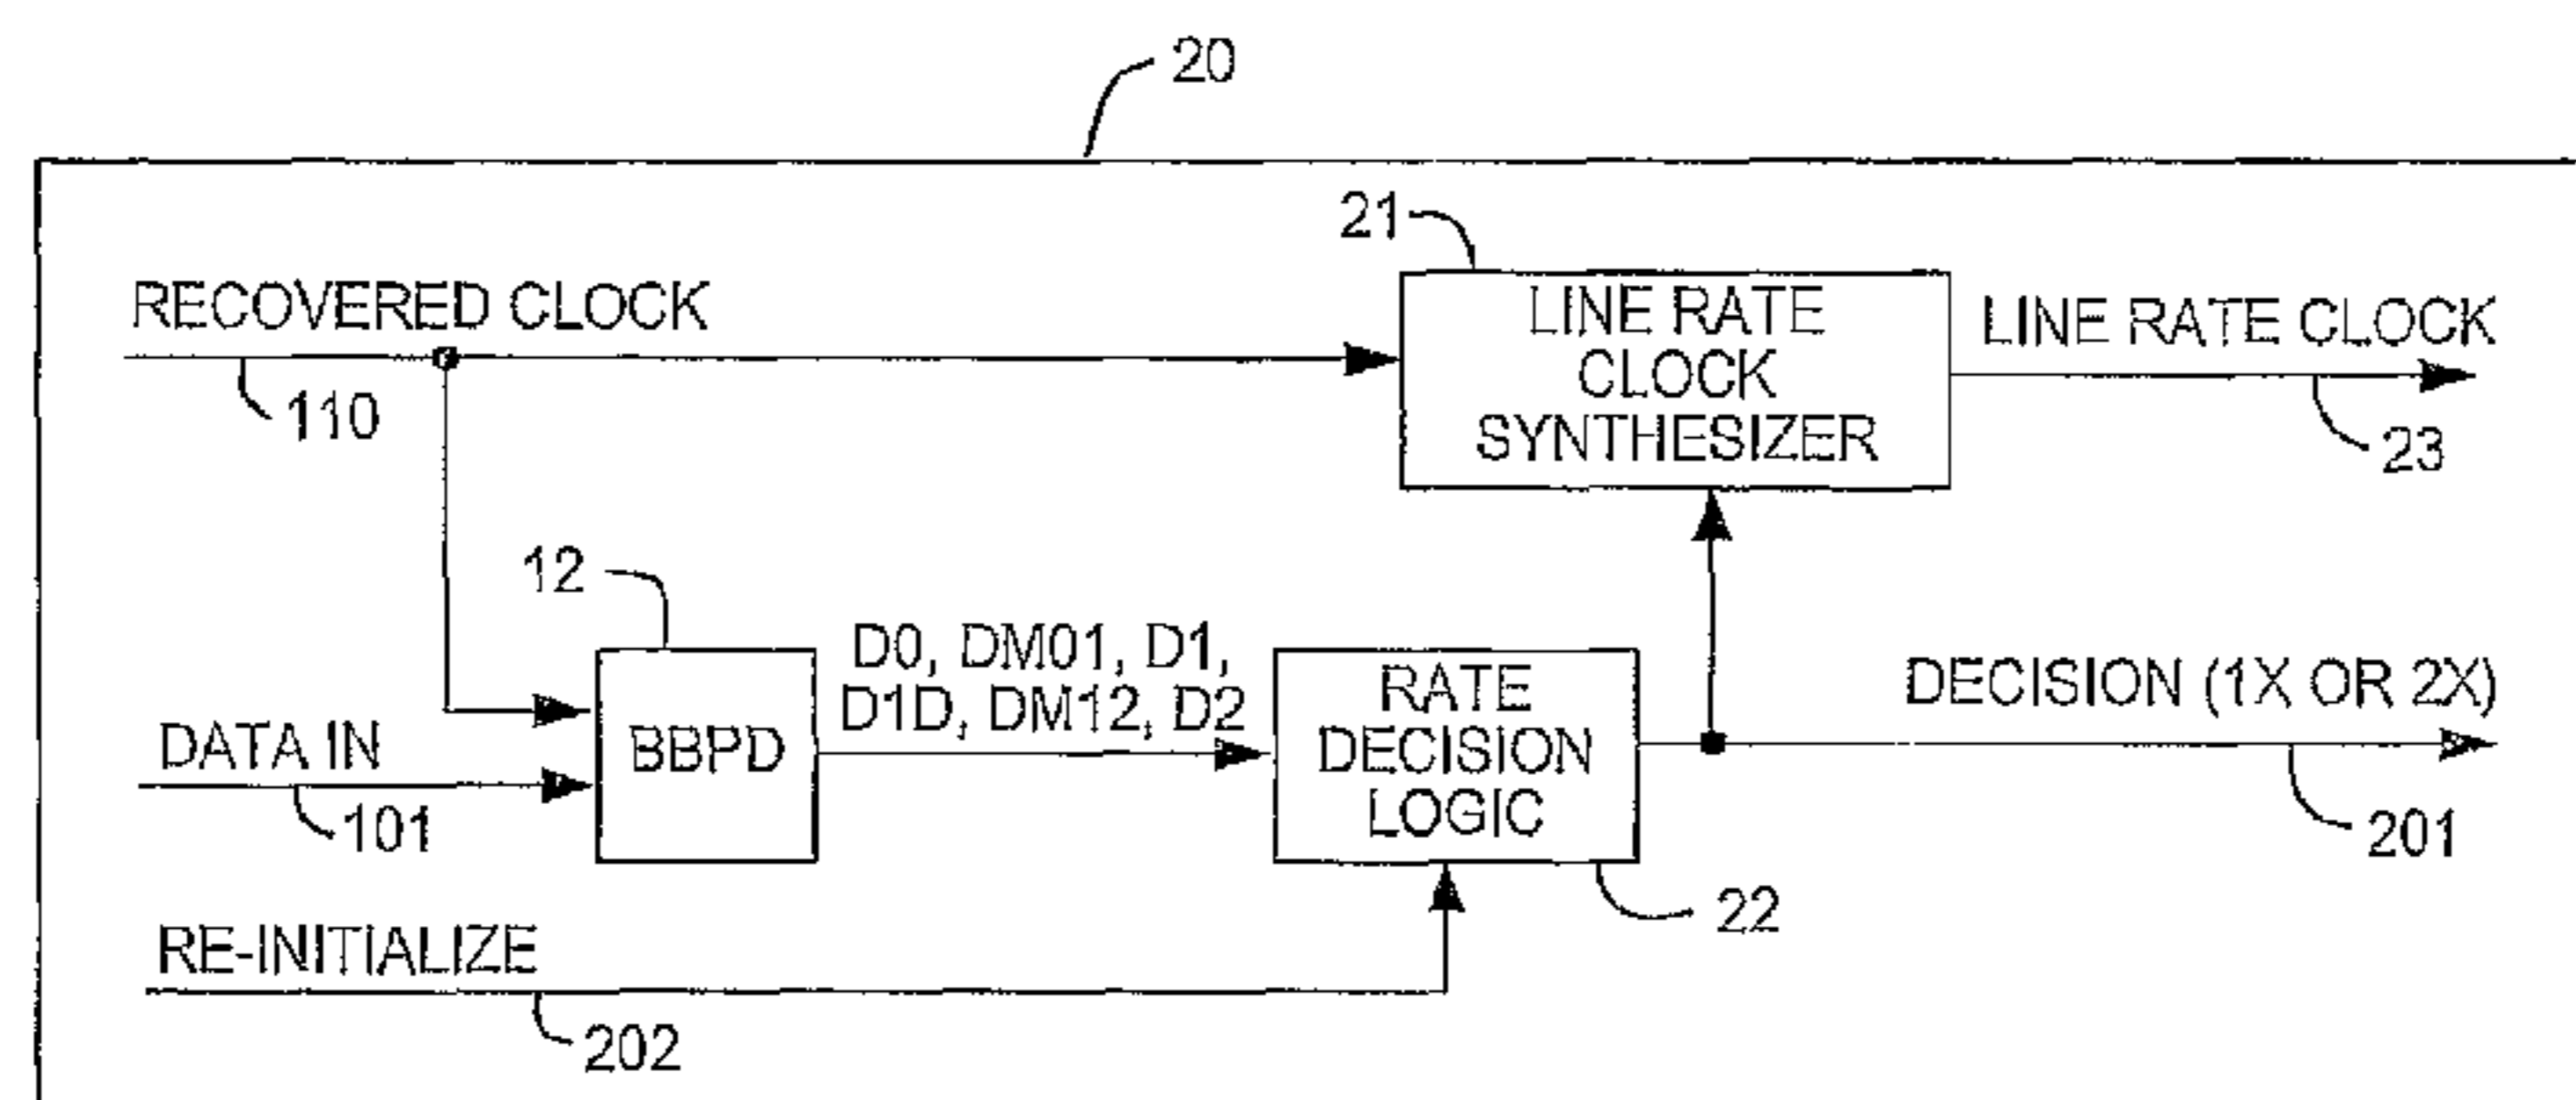 20
21
RECOVERED CLOCK
110
LINE RATE
CLOCK
SYNTHESIZER
LINE RATE CLOCK
23
12
BBPD
D0, DM01, D1,
D1D, DM12, D2
RATE
DECISION
LOGIC
22
DECISION (1X OR 2X)
201
DATA IN
101
RE-INITIALIZE
202